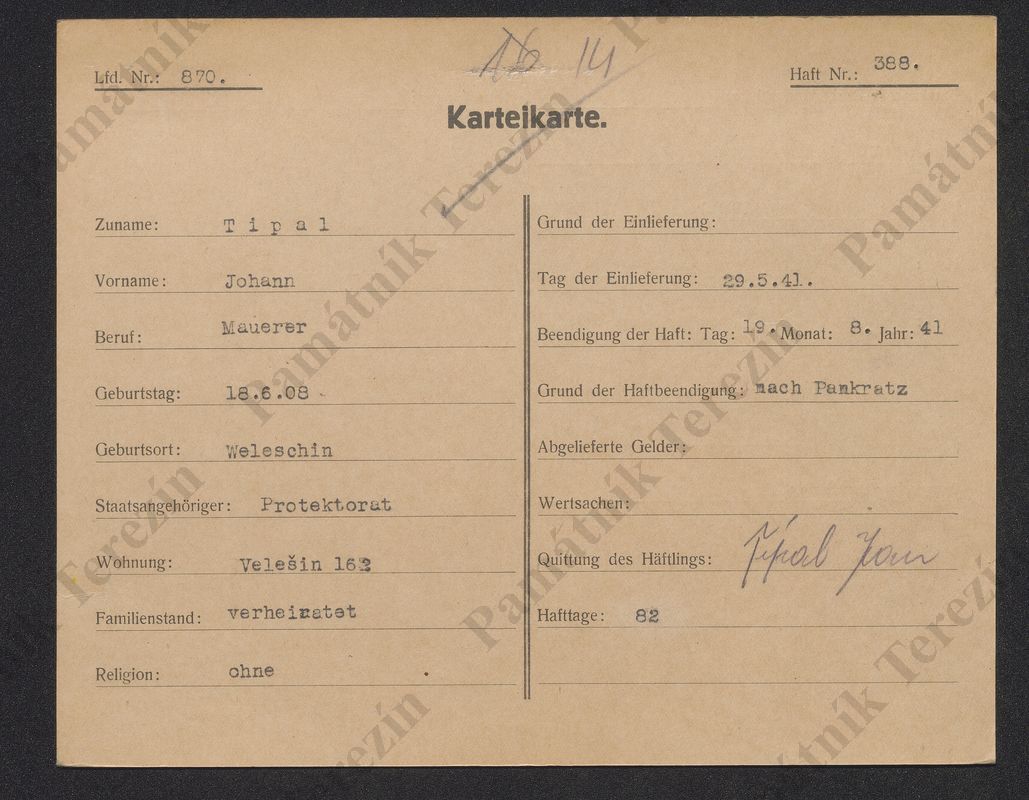 14
Lfd. Nr.: 870.
Haft Nr.: 388.
Karteikarte.
Zuname: Tipal
Vorname: Johann
Beruf: Mauerer
Geburtstag: 18.6.08
Geburtsort: Weleschin
Staatsangehöriger: Protektorat
Wohnung: Velešin 162
Familienstand: verheiratet
Religion: ohne
Grund der Einlieferung:
Tag der Einlieferung: 29.5.41.
Beendigung der Haft: Tag: 19. Monat: 8. Jahr: 41
Grund der Haftbeendigung: nach Pankratz
Abgelieferte Gelder:
Wertsachen:
Quittung des Häftlings: Típal Jan
Hafttage: 82
Památník Terezín